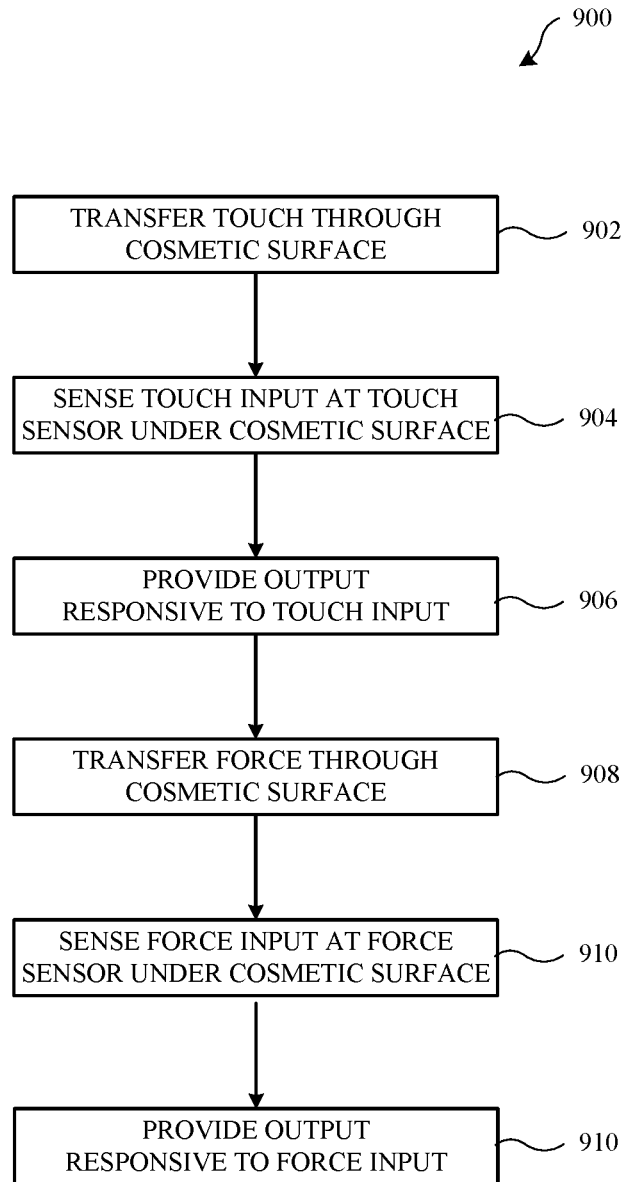 900
TRANSFER TOUCH THROUGH
COSMETIC SURFACE
902
SENSE TOUCH INPUT AT TOUCH
SENSOR UNDER COSMETIC SURFACE
904
PROVIDE OUTPUT
RESPONSIVE TO TOUCH INPUT
906
TRANSFER FORCE THROUGH
COSMETIC SURFACE
908
SENSE FORCE INPUT AT FORCE
SENSOR UNDER COSMETIC SURFACE
910
PROVIDE OUTPUT
RESPONSIVE TO FORCE INPUT
910